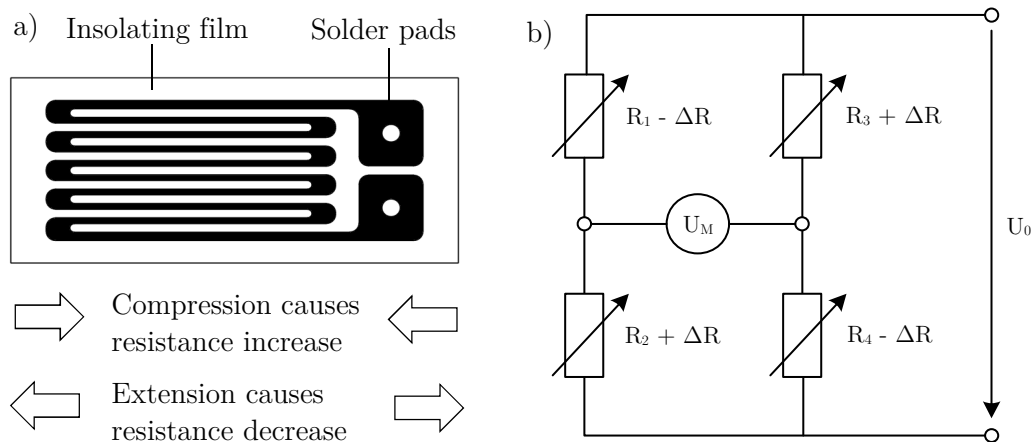 a)
Insolating film
Solder pads
Compression causes
resistance increase
Extension causes
resistance decrease
b)
R₁ - ΔR
R₃ + ΔR
U_M
U₀
R₂ + ΔR
R₄ - ΔR